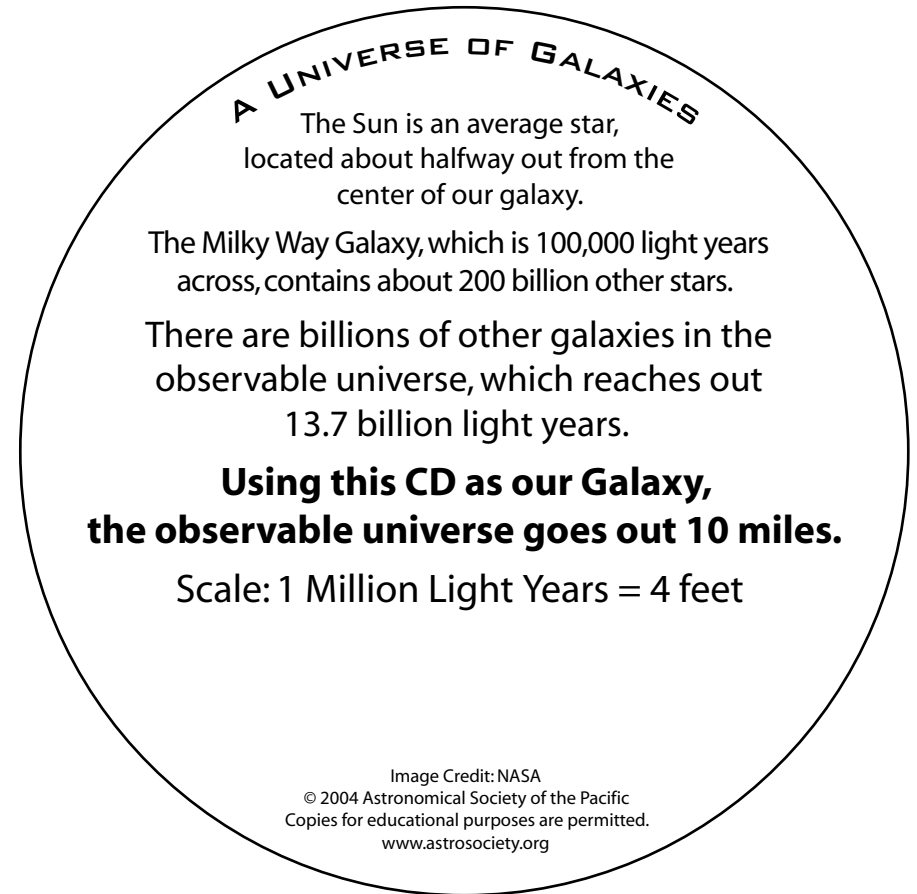 A Universe of Galaxies
The Sun is an average star,
located about halfway out from the
center of our galaxy.
The Milky Way Galaxy, which is 100,000 light years
across, contains about 200 billion other stars.
There are billions of other galaxies in the
observable universe, which reaches out
13.7 billion light years.
Using this CD as our Galaxy,
the observable universe goes out 10 miles.
Scale: 1 Million Light Years = 4 feet
Image Credit: NASA
© 2004 Astronomical Society of the Pacific
Copies for educational purposes are permitted.
www.astrosociety.org